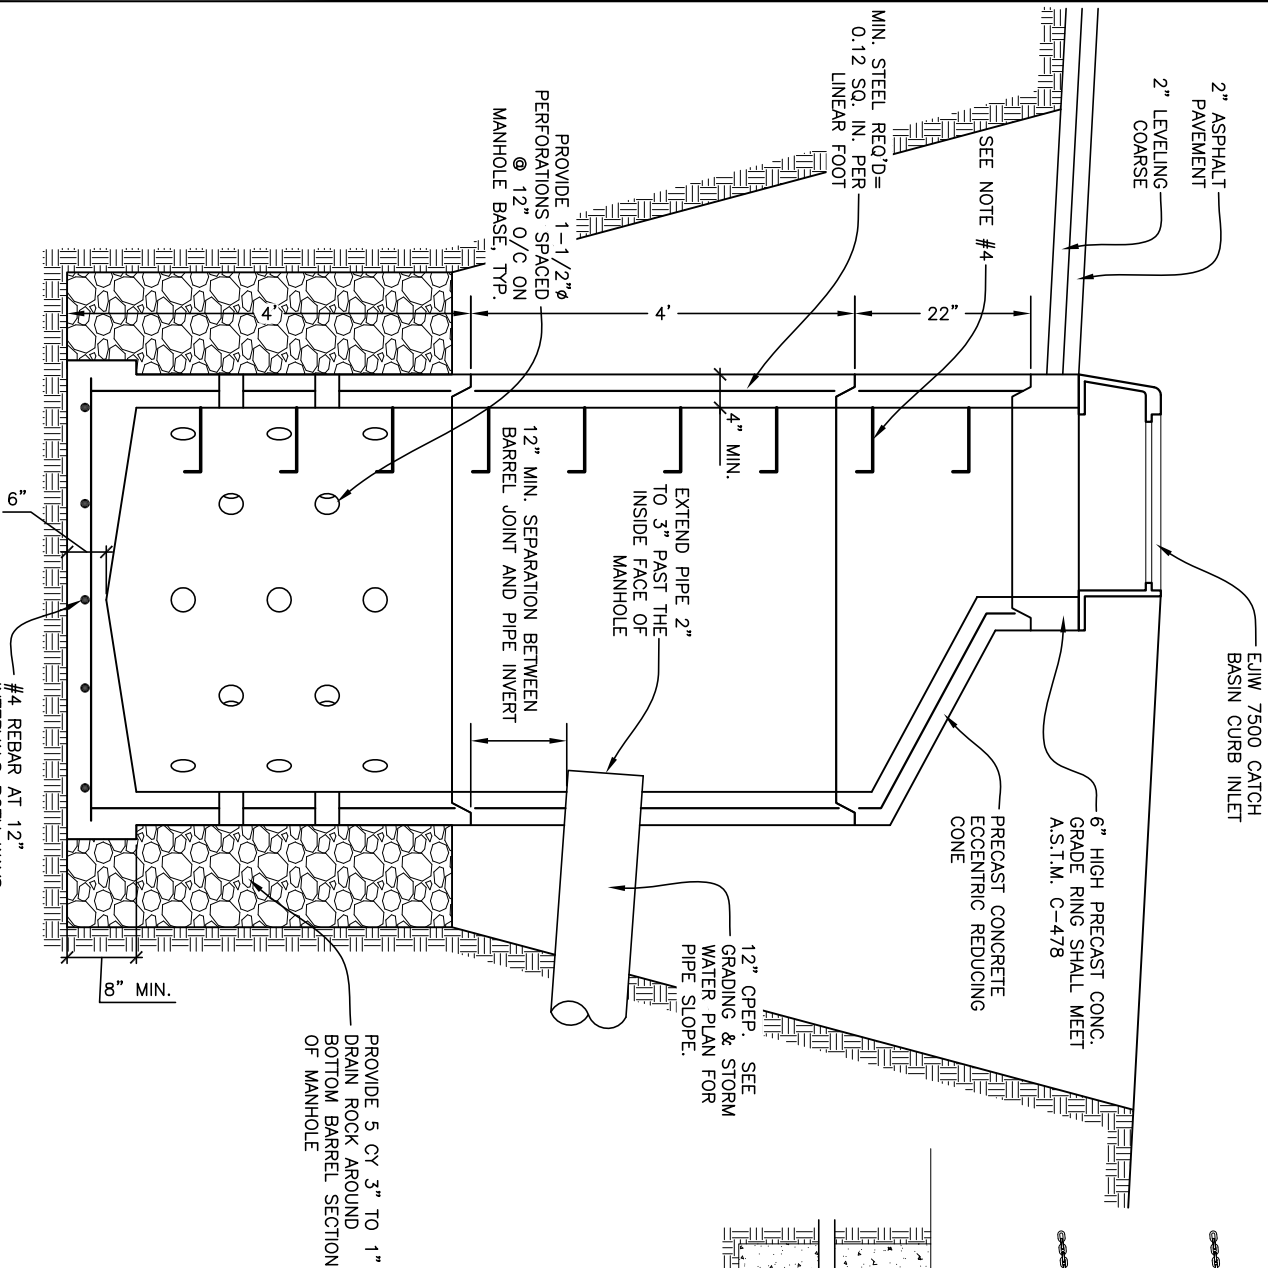 2" ASPHALT
PAVEMENT
2" LEVELING
COARSE
MIN. STEEL REQ'D=
0.12 SQ. IN. PER
LINEAR FOOT
SEE NOTE #4
PROVIDE 1-1/2"ø
PERFORATIONS SPACED
@ 12" O/C ON
MANHOLE BASE, TYP.
22"
4'
4'
4" MIN.
EJIW 7500 CATCH
BASIN CURB INLET
6" HIGH PRECAST CONC.
GRADE RING SHALL MEET
A.S.T.M. C-478
PRECAST CONCRETE
ECCENTRIC REDUCING
CONE
EXTEND PIPE 2"
TO 3" PAST THE
INSIDE FACE OF
MANHOLE
12" MIN. SEPARATION BETWEEN
BARREL JOINT AND PIPE INVERT
12" CPEP. SEE
GRADING & STORM
WATER PLAN FOR
PIPE SLOPE.
PROVIDE 5 CY 3" TO 1"
DRAIN ROCK AROUND
BOTTOM BARREL SECTION
OF MANHOLE
8" MIN.
6"
#4 REBAR AT 12"